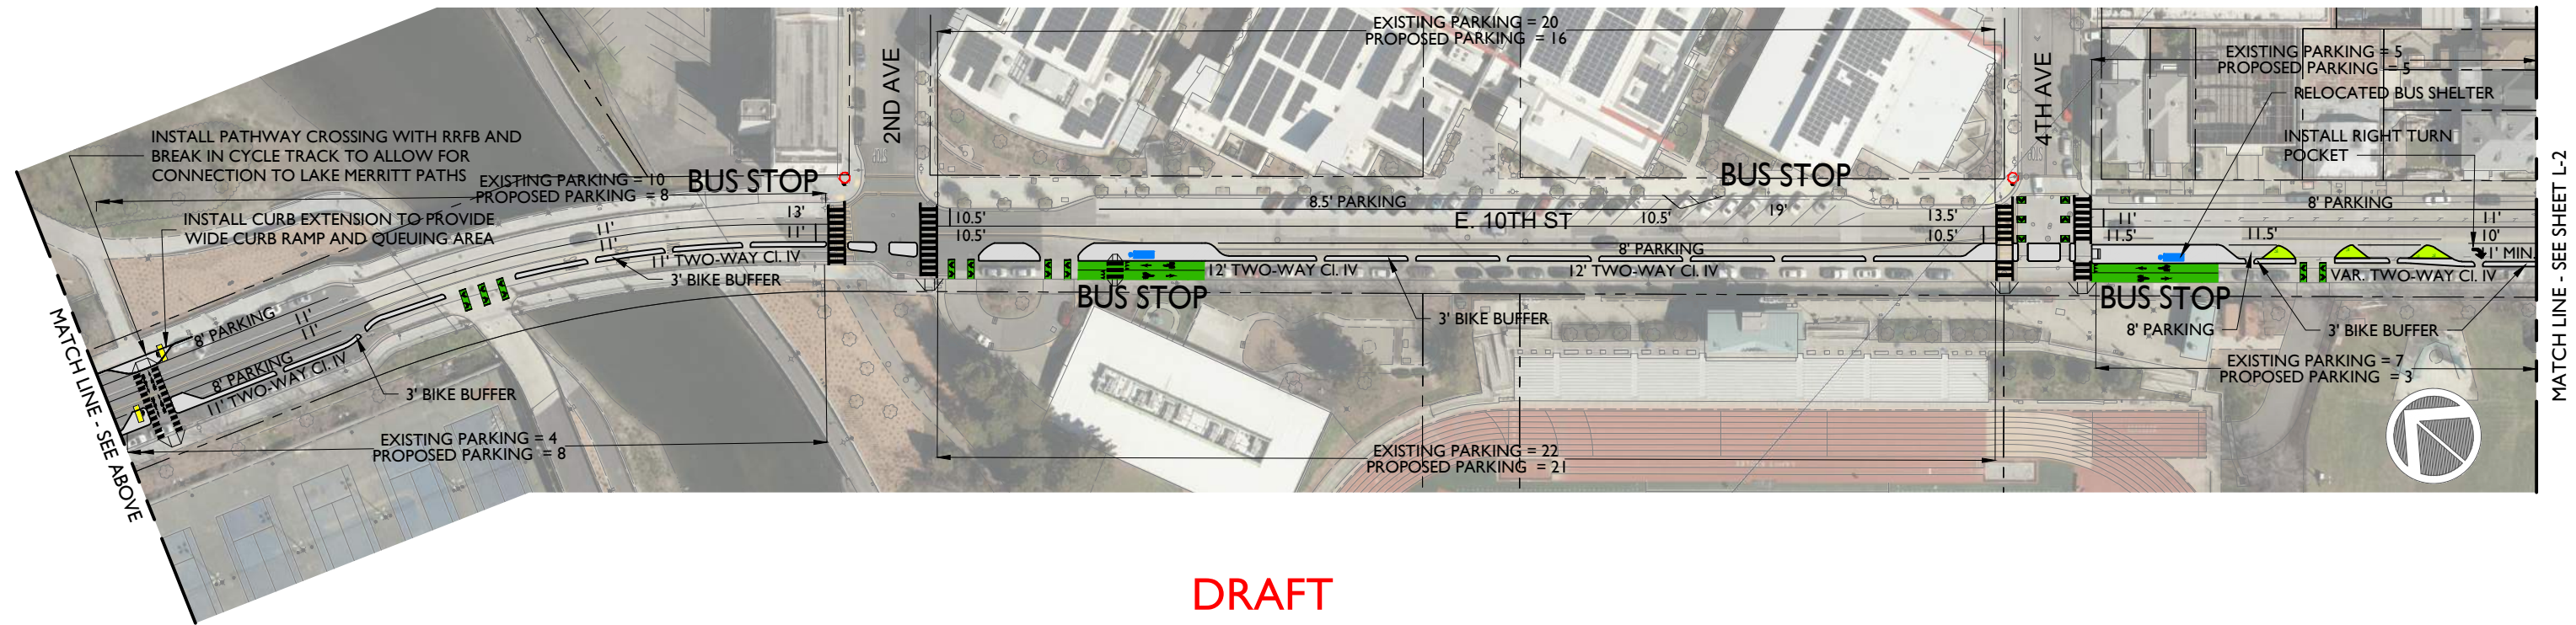 EXISTING PARKING = 20
PROPOSED PARKING = 16
2ND AVE
4TH AVE
EXISTING PARKING = 5
PROPOSED PARKING = 5
RELOCATED BUS SHELTER
INSTALL RIGHT TURN
POCKET
INSTALL PATHWAY CROSSING WITH RRFB AND
BREAK IN CYCLE TRACK TO ALLOW FOR
CONNECTION TO LAKE MERRITT PATHS
EXISTING PARKING = 10
PROPOSED PARKING = 8
BUS STOP
BUS STOP
INSTALL CURB EXTENSION TO PROVIDE
WIDE CURB RAMP AND QUEUING AREA
13'
11'
11'
11'
11' TWO-WAY Cl. IV
3' BIKE BUFFER
10.5'
10.5'
8.5' PARKING
E. 10TH ST
10.5'
19'
13.5'
10.5'
8' PARKING
12' TWO-WAY Cl. IV
12' TWO-WAY Cl. IV
BUS STOP
3' BIKE BUFFER
11'
11.5'
11.5'
8' PARKING
11'
10'
11' MIN.
VAR. TWO-WAY Cl. IV
BUS STOP
8' PARKING
3' BIKE BUFFER
EXISTING PARKING = 7
PROPOSED PARKING = 3
8' PARKING
11'
11'
8' PARKING
11' TWO-WAY Cl. IV
3' BIKE BUFFER
EXISTING PARKING = 4
PROPOSED PARKING = 8
EXISTING PARKING = 22
PROPOSED PARKING = 21
MATCH LINE - SEE ABOVE
MATCH LINE - SEE SHEET L-2
DRAFT